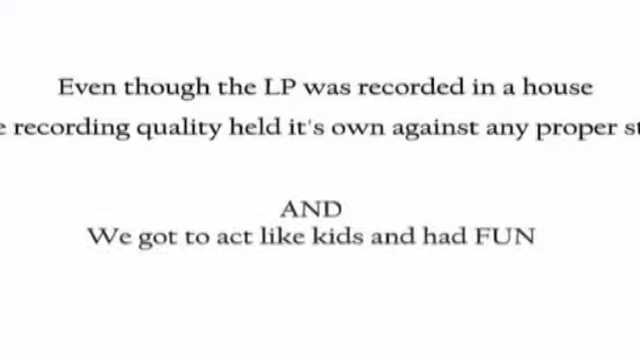 Even though the LP was recorded in a house
recording quality held it's own against any proper
AND
We got to act like kids and had FUN